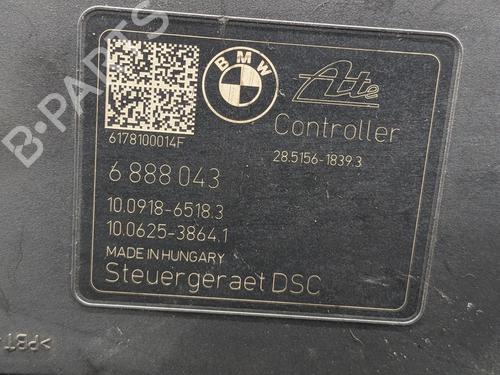 BMW
Ate
Controller
6178100014F
28.5156-1839.3
6 888 043
10.0918-6518.3
10.0625-3864.1
MADE IN HUNGARY
Steuergeraet DSC
>PBT
B-PARTS